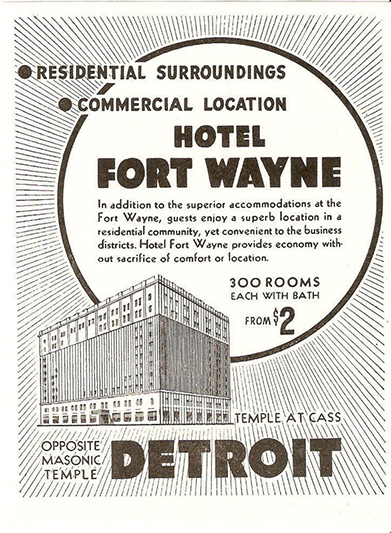 ● RESIDENTIAL SURROUNDINGS
● COMMERCIAL LOCATION
HOTEL
FORT WAYNE
In addition to the superior accommodations at the
Fort Wayne, guests enjoy a superb location in a
residential community, yet convenient to the business
districts. Hotel Fort Wayne provides economy with-
out sacrifice of comfort or location.
300 ROOMS
EACH WITH BATH
FROM $2
TEMPLE AT CASS
OPPOSITE
MASONIC
TEMPLE
DETROIT